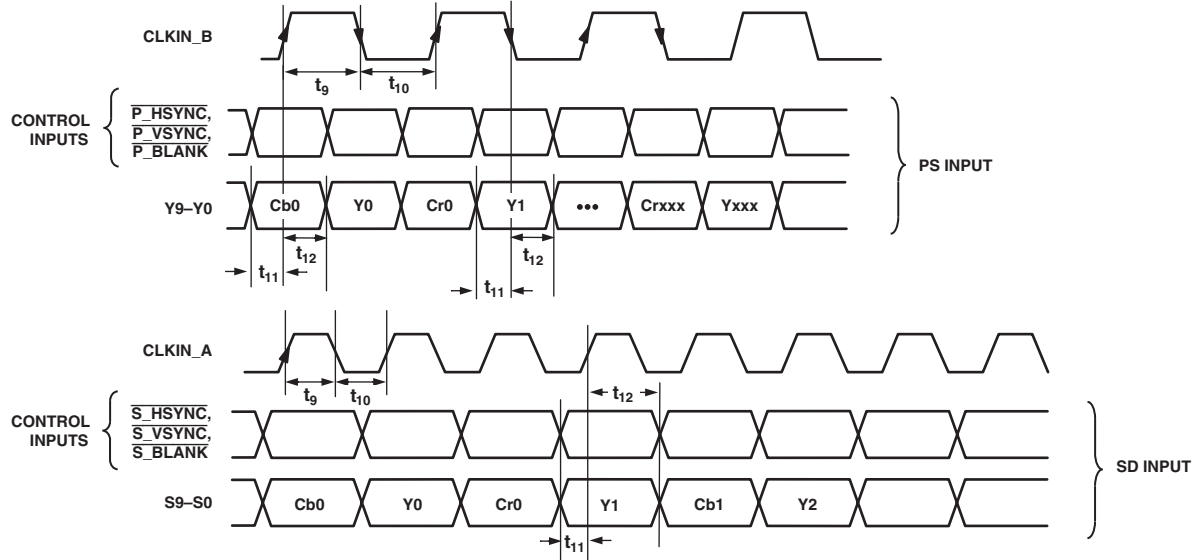 CLKIN_B
t9
t10
CONTROL
INPUTS
P_HSYNC,
P_VSYNC,
P_BLANK
PS INPUT
Y9–Y0
Cb0
Y0
Cr0
Y1
•••
Crxxx
Yxxx
t12
t12
t11
t11
CLKIN_A
t9
t10
t12
CONTROL
INPUTS
S_HSYNC,
S_VSYNC,
S_BLANK
SD INPUT
S9–S0
Cb0
Y0
Cr0
Y1
Cb1
Y2
t11